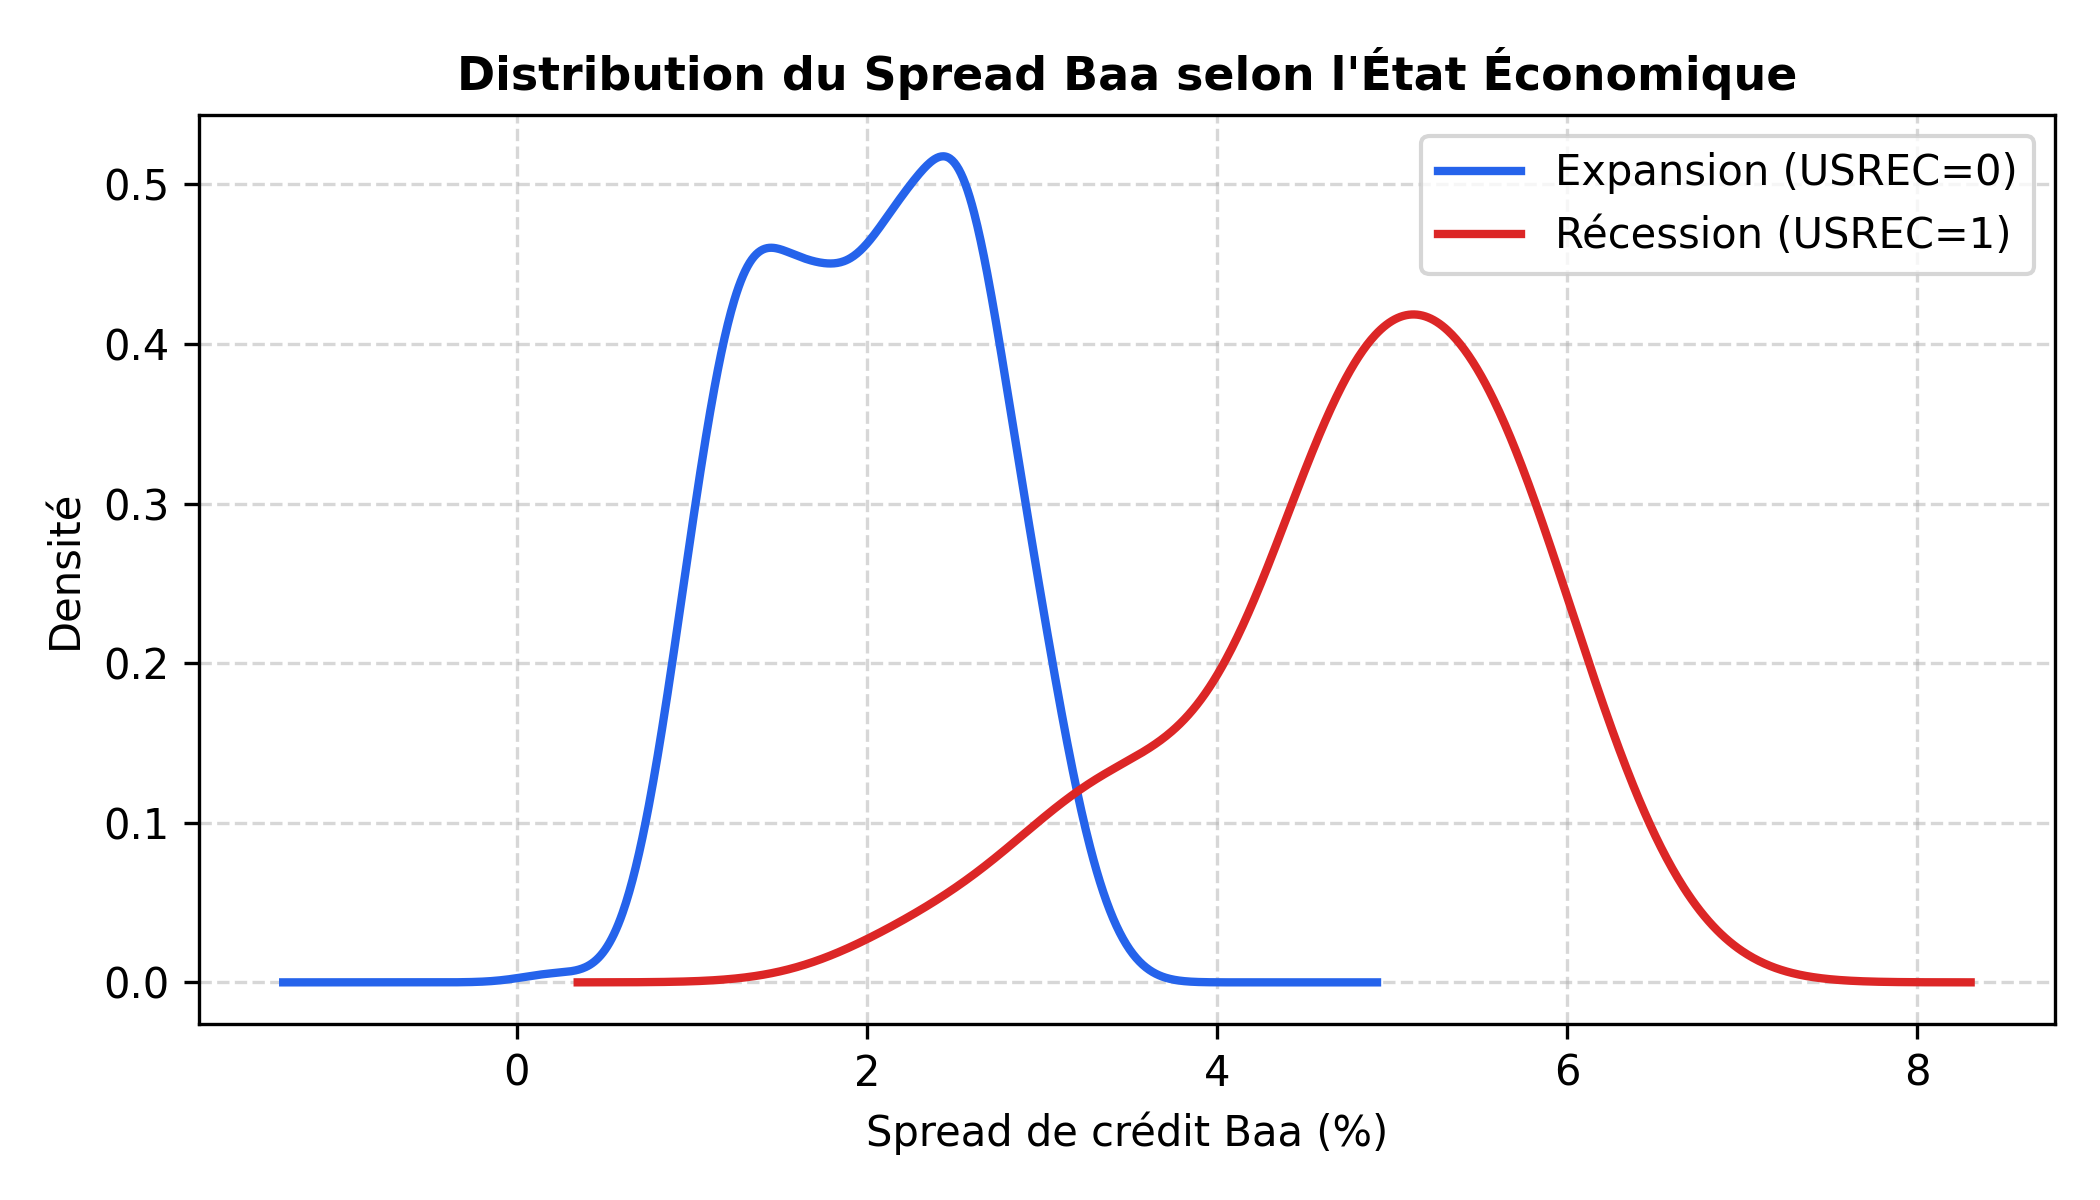 Distribution du Spread Baa selon l'État Économique
Expansion (USREC=0)
Récession (USREC=1)
Densité
0.5
0.4
0.3
0.2
0.1
0.0
0 2 4 6 8
Spread de crédit Baa (%)